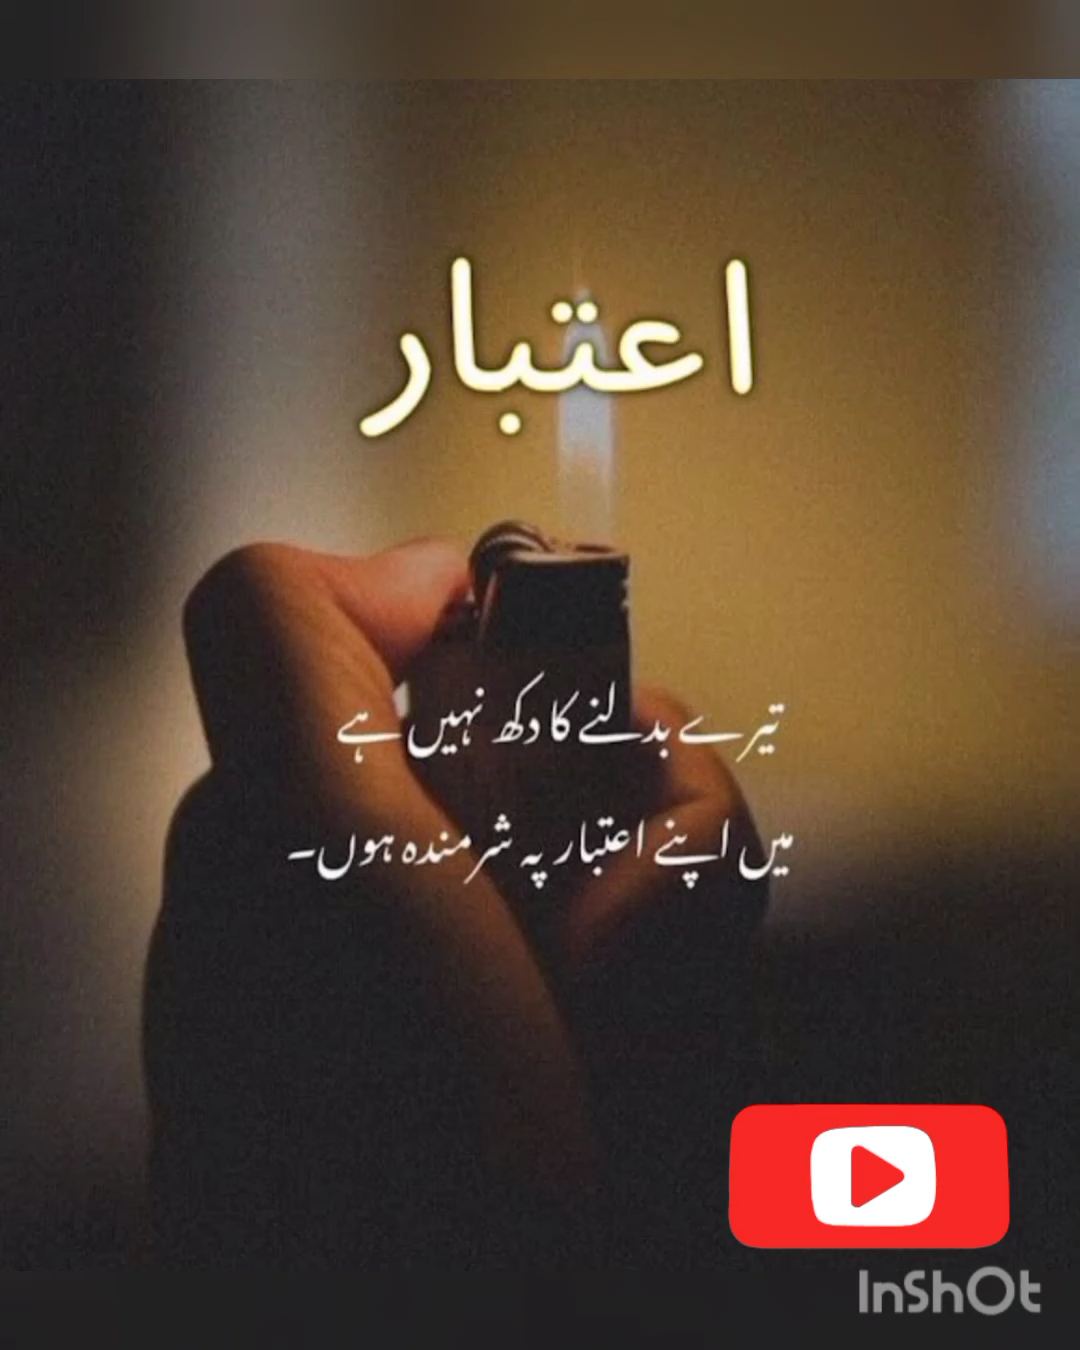 اعتبار
تیرے بدلنے کا دکھ نہیں ہے
میں اپنے اعتبار پہ شرمندہ ہوں۔
InShOt